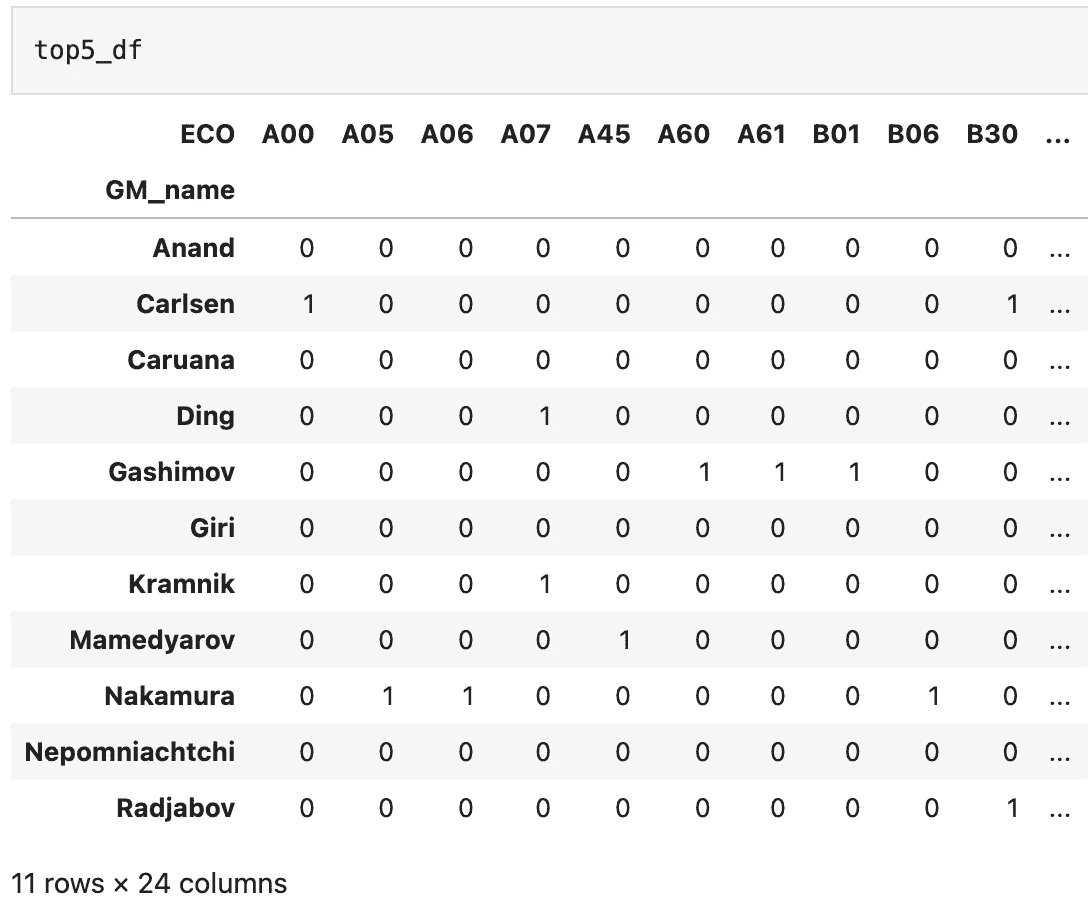 top5_df
ECO A00 A05 A06 A07 A45 A60 A61 B01 B06 B30 ...
GM_name
Anand 0 0 0 0 0 0 0 0 0 0 ...
Carlsen 1 0 0 0 0 0 0 0 0 1 ...
Caruana 0 0 0 0 0 0 0 0 0 0 ...
Ding 0 0 0 1 0 0 0 0 0 0 ...
Gashimov 0 0 0 0 0 1 1 1 0 0 ...
Giri 0 0 0 0 0 0 0 0 0 0 ...
Kramnik 0 0 0 1 0 0 0 0 0 0 ...
Mamedyarov 0 0 0 0 1 0 0 0 0 0 ...
Nakamura 0 1 1 0 0 0 0 0 1 0 ...
Nepomniachtchi 0 0 0 0 0 0 0 0 0 0 ...
Radjabov 0 0 0 0 0 0 0 0 0 1 ...
11 rows × 24 columns